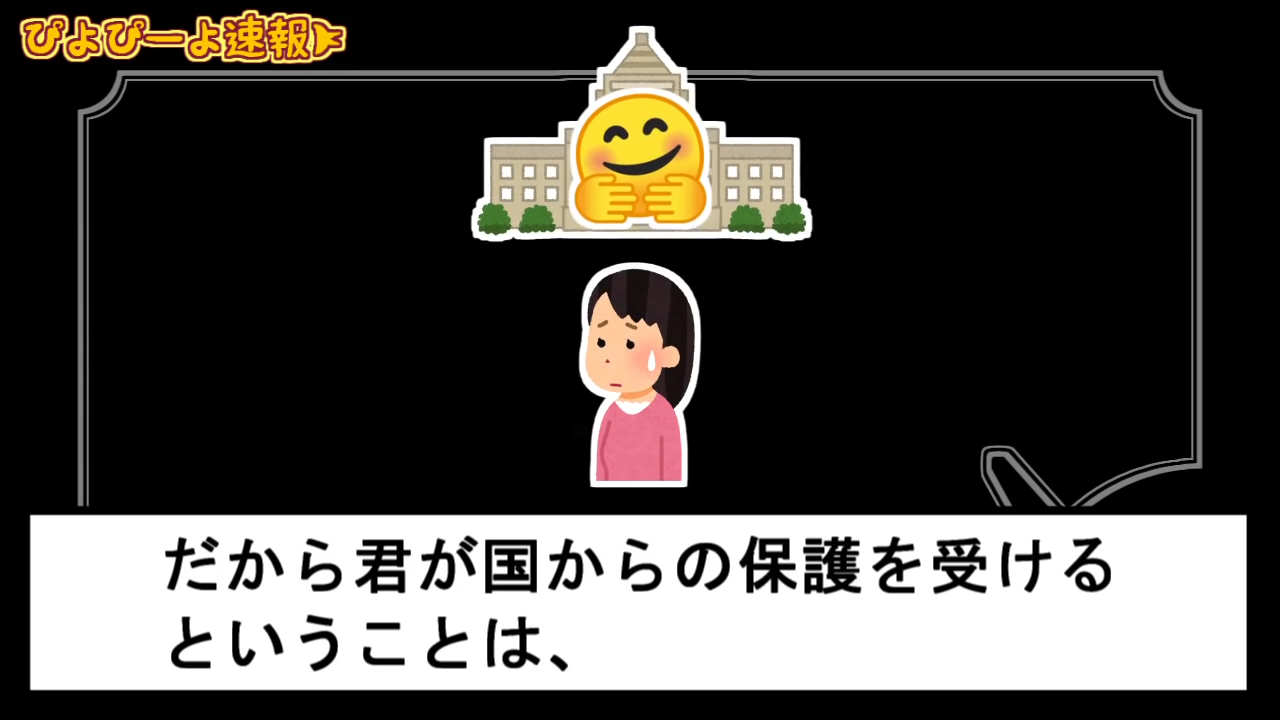 ぴよぴーよ速報
だから君が国からの保護を受ける
ということは、